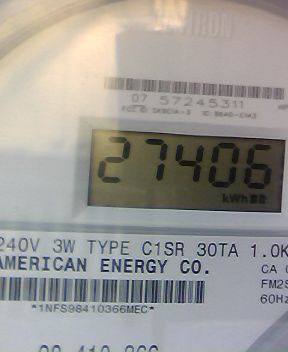 07 57245311
27406
kWh
240V 3W TYPE C1SR 30TA 1.0K
AMERICAN ENERGY CO.
CA
FM2S
60Hz
*1NFS98410366MEC*